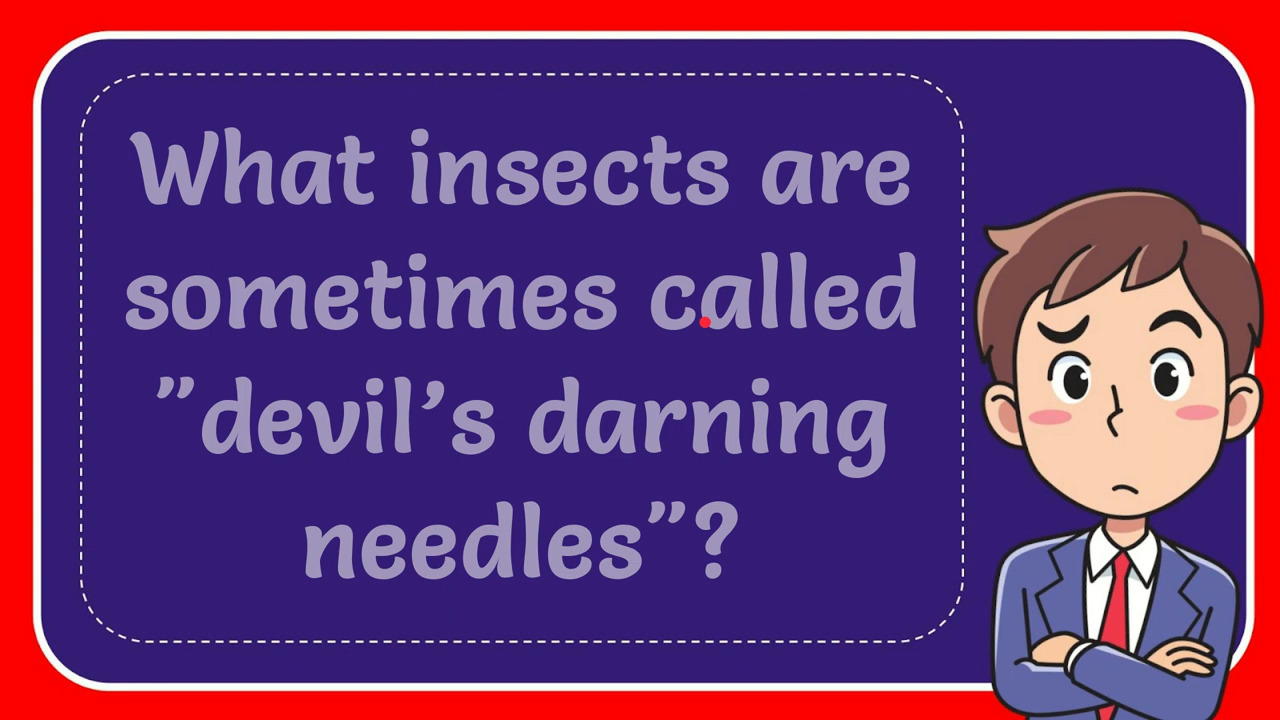 What insects are
sometimes called
"devil’s darning
needles"?